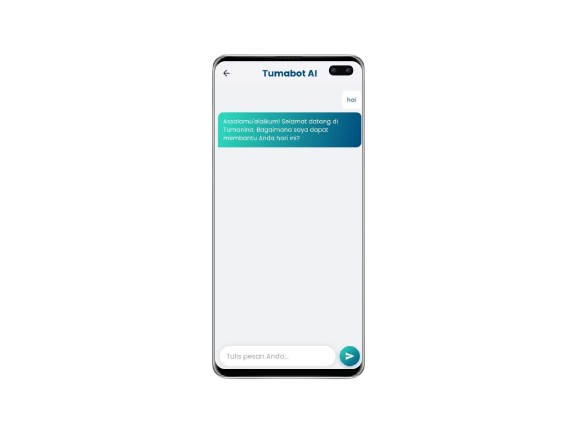 Tumabot AI
hai
Assalamu'alaikum! Selamat datang di
Tumanina. Bagaimana saya dapat
membantu Anda hari ini?
Tulis pesan Anda...